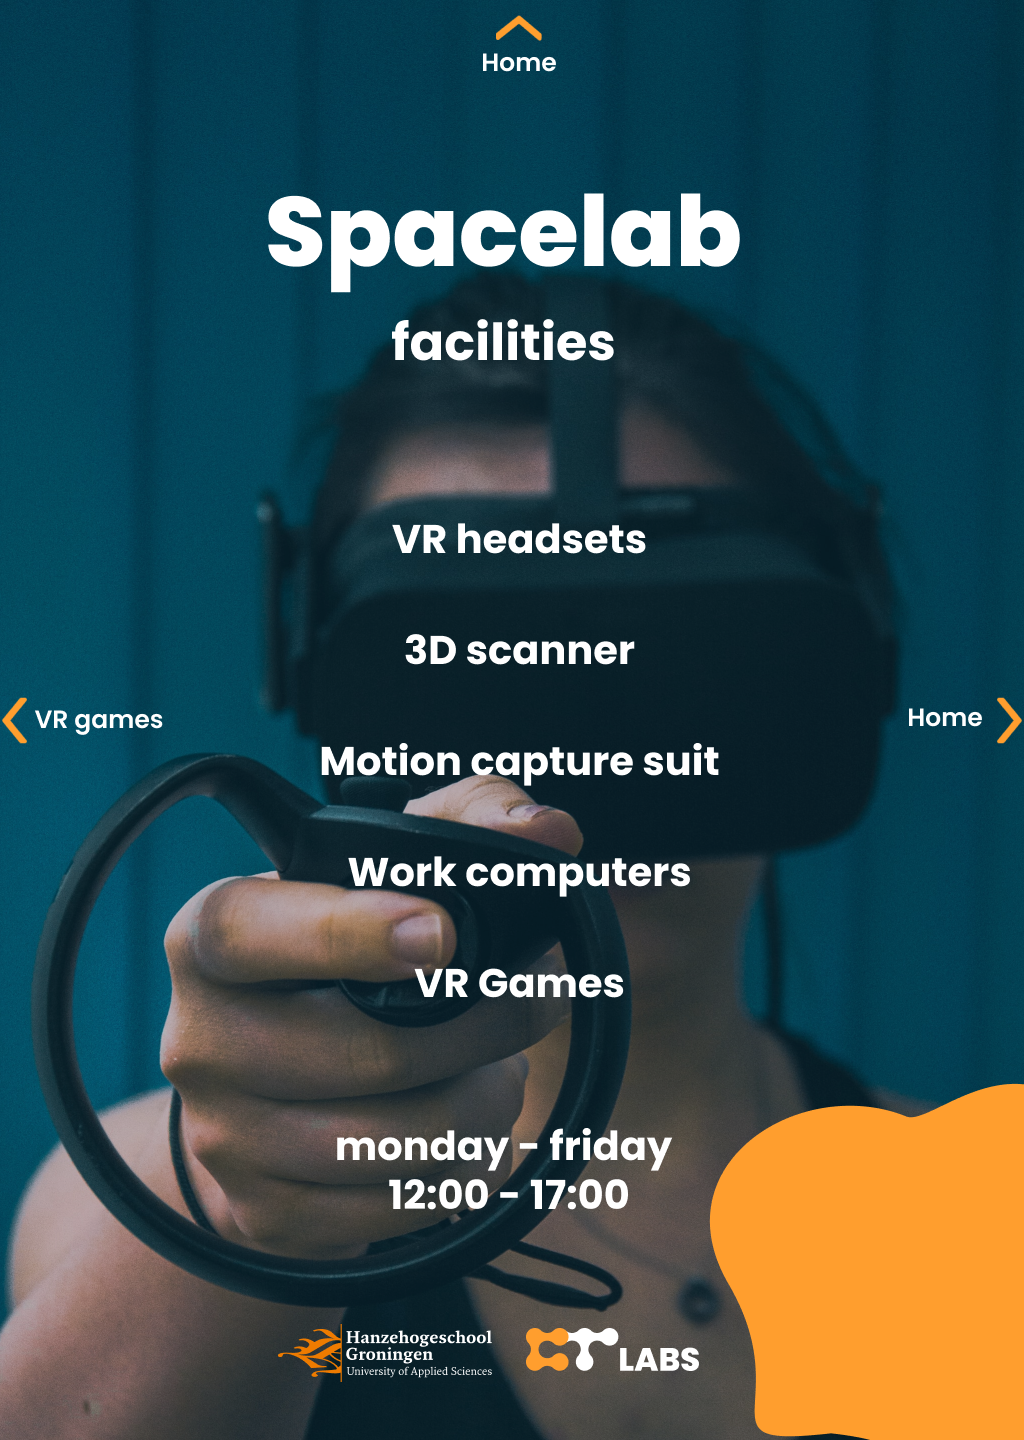 Home
Spacelab
facilities
VR headsets
3D scanner
VR games
Home
Motion capture suit
Work computers
VR Games
monday - friday
12:00 - 17:00
Hanzehogeschool
Groningen
University of Applied Sciences
CT LABS